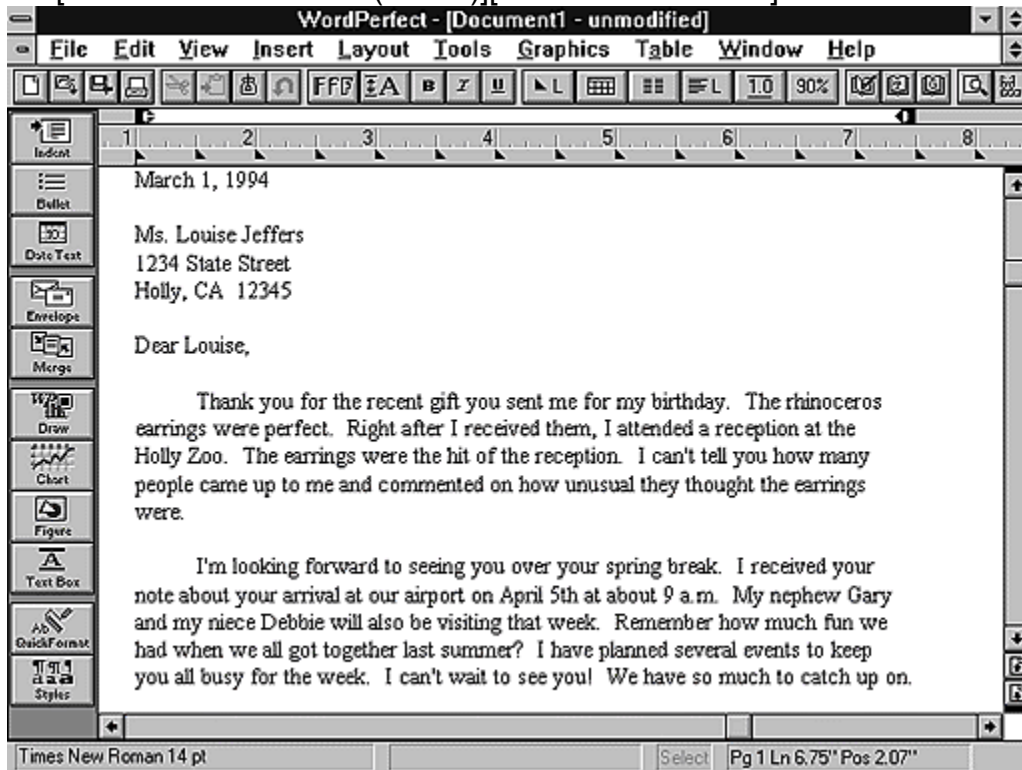 WordPerfect - [Document1 - unmodified]
File Edit View Insert Layout Tools Graphics Table Window Help
B I U L L 1.0 90%
Indent
1 2 3 4 5 6 7 8
Bullet
Date Text
Envelope
Merge
Draw
Chart
Figure
Text Box
QuickFormat
Styles
March 1, 1994
Ms. Louise Jeffers
1234 State Street
Holly, CA 12345
Dear Louise,
Thank you for the recent gift you sent me for my birthday. The rhinoceros
earrings were perfect. Right after I received them, I attended a reception at the
Holly Zoo. The earrings were the hit of the reception. I can't tell you how many
people came up to me and commented on how unusual they thought the earrings
were.
I'm looking forward to seeing you over your spring break. I received your
note about your arrival at our airport on April 5th at about 9 a.m. My nephew Gary
and my niece Debbie will also be visiting that week. Remember how much fun we
had when we all got together last summer? I have planned several events to keep
you all busy for the week. I can't wait to see you! We have so much to catch up on.
Times New Roman 14 pt Select Pg 1 Ln 6.75" Pos 2.07"